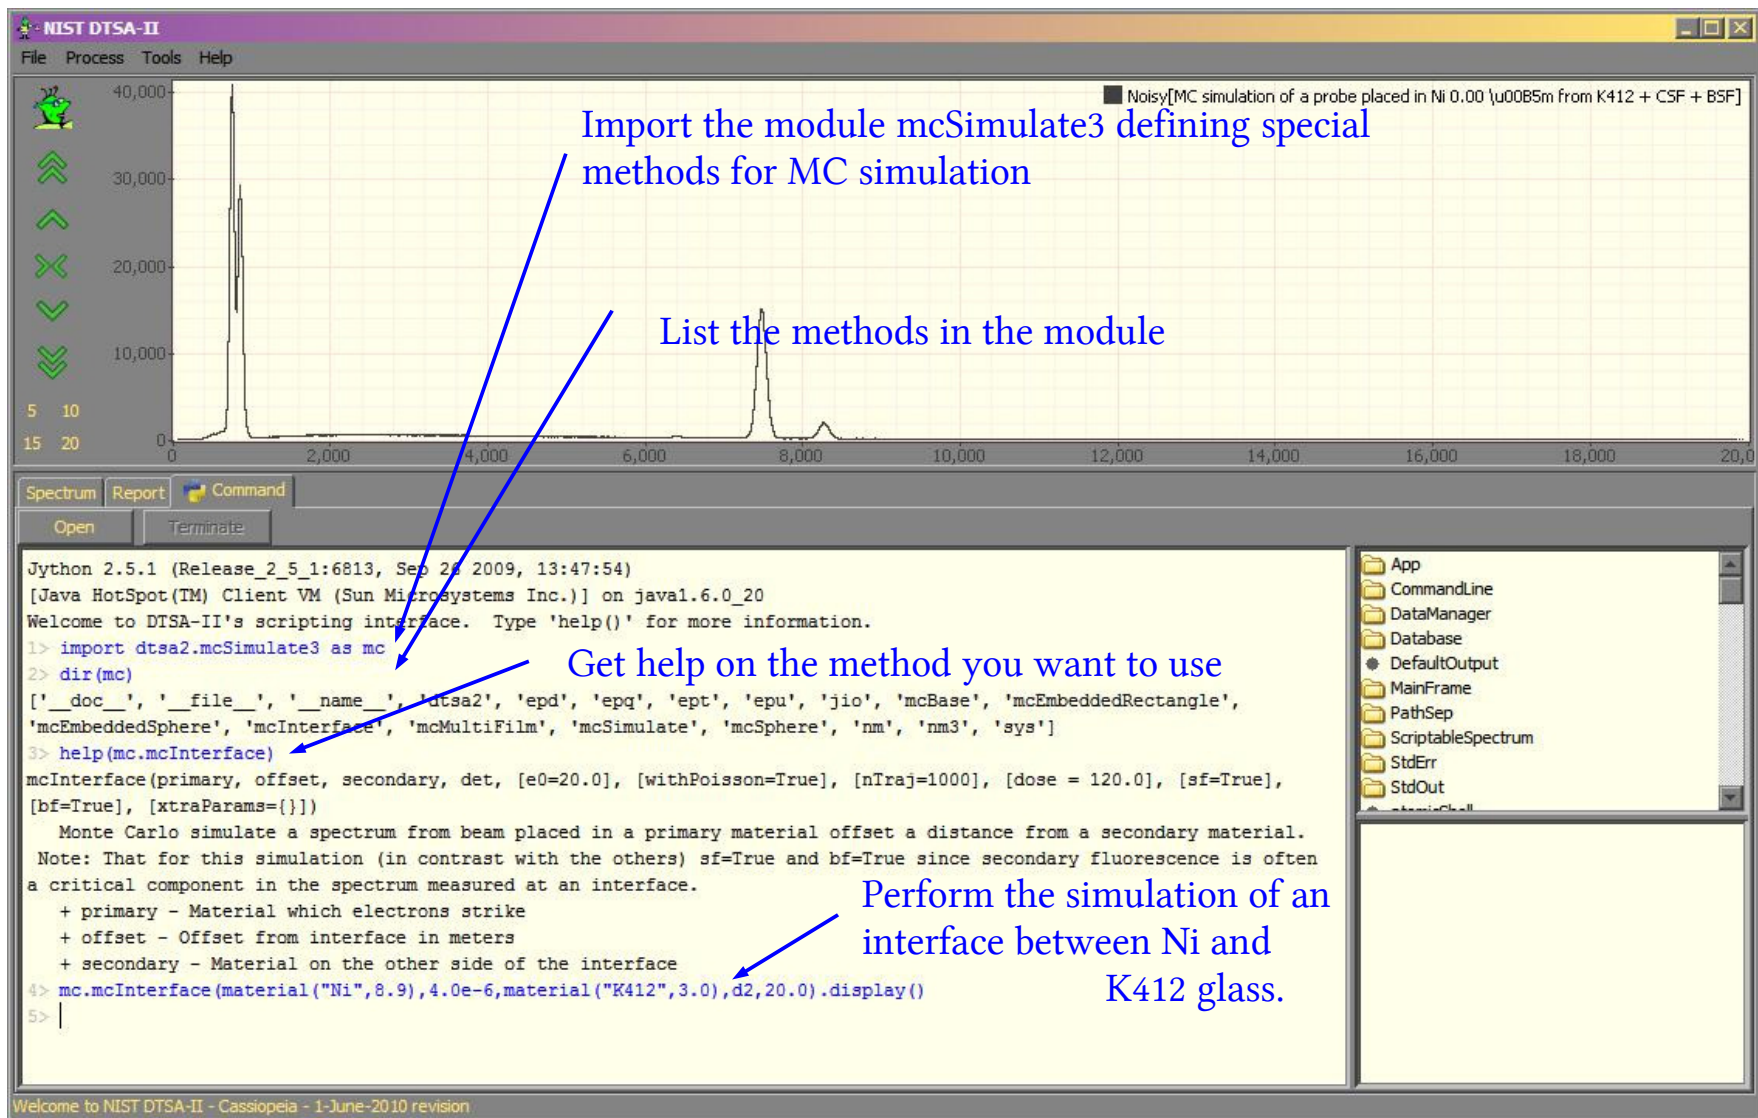 NIST DTSA-II
File Process Tools Help
40,000
30,000
20,000
10,000
0
5 10
15 20
Noisy[MC simulation of a probe placed in Ni 0.00 \u00B5m from K412 + CSF + BSF]
Import the module mcSimulate3 defining special
methods for MC simulation
List the methods in the module
0 2,000 4,000 6,000 8,000 10,000 12,000 14,000 16,000 18,000 20,0
Spectrum Report Command
Open Terminate
Jython 2.5.1 (Release_2_5_1:6813, Sep 26 2009, 13:47:54)
[Java HotSpot(TM) Client VM (Sun Microsystems Inc.)] on java1.6.0_20
Welcome to DTSA-II's scripting interface. Type 'help()' for more information.
1> import dtsa2.mcSimulate3 as mc
2> dir(mc)
Get help on the method you want to use
['__doc__', '__file__', '__name__', 'dtsa2', 'epd', 'epq', 'ept', 'epu', 'jio', 'mcBase', 'mcEmbeddedRectangle',
'mcEmbeddedSphere', 'mcInterface', 'mcMultiFilm', 'mcSimulate', 'mcSphere', 'nm', 'nm3', 'sys']
3> help(mc.mcInterface)
mcInterface(primary, offset, secondary, det, [e0=20.0], [withPoisson=True], [nTraj=1000], [dose = 120.0], [sf=True],
[bf=True], [xtraParams={}])
Monte Carlo simulate a spectrum from beam placed in a primary material offset a distance from a secondary material.
Note: That for this simulation (in contrast with the others) sf=True and bf=True since secondary fluorescence is often
a critical component in the spectrum measured at an interface.
+ primary - Material which electrons strike
+ offset - Offset from interface in meters
+ secondary - Material on the other side of the interface
Perform the simulation of an
interface between Ni and
K412 glass.
4> mc.mcInterface(material("Ni",8.9),4.0e-6,material("K412",3.0),d2,20.0).display()
5>
App
CommandLine
DataManager
Database
DefaultOutput
MainFrame
PathSep
ScriptableSpectrum
StdErr
StdOut
Welcome to NIST DTSA-II - Cassiopeia - 1-June-2010 revision